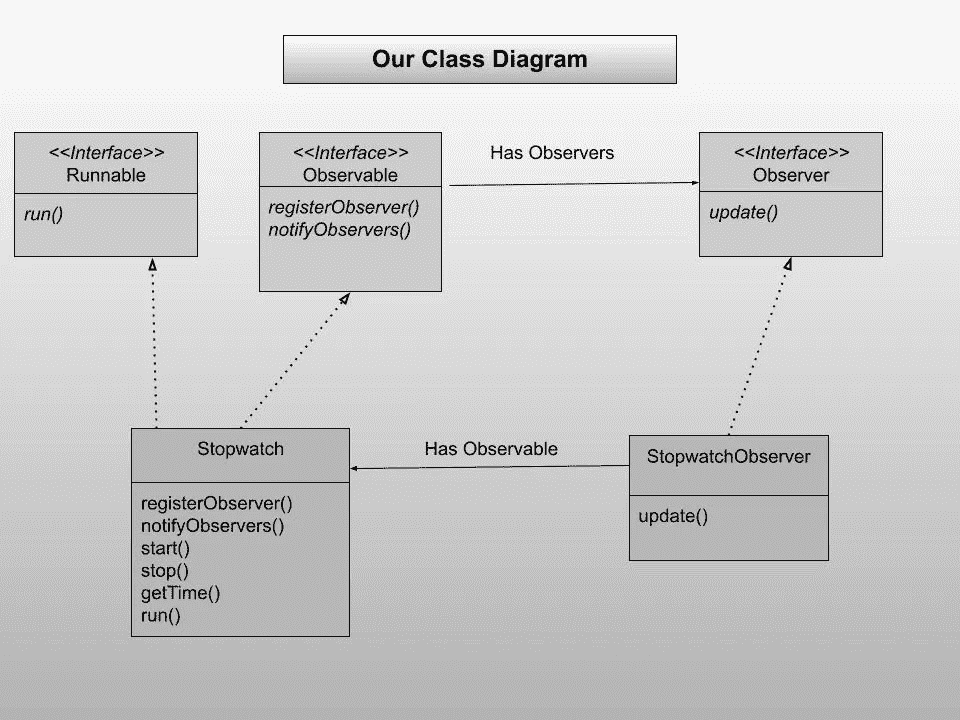 Our Class Diagram
<<Interface>>
Runnable
run()
<<Interface>>
Observable
registerObserver()
notifyObservers()
Has Observers
<<Interface>>
Observer
update()
Stopwatch
registerObserver()
notifyObservers()
start()
stop()
getTime()
run()
Has Observable
StopwatchObserver
update()